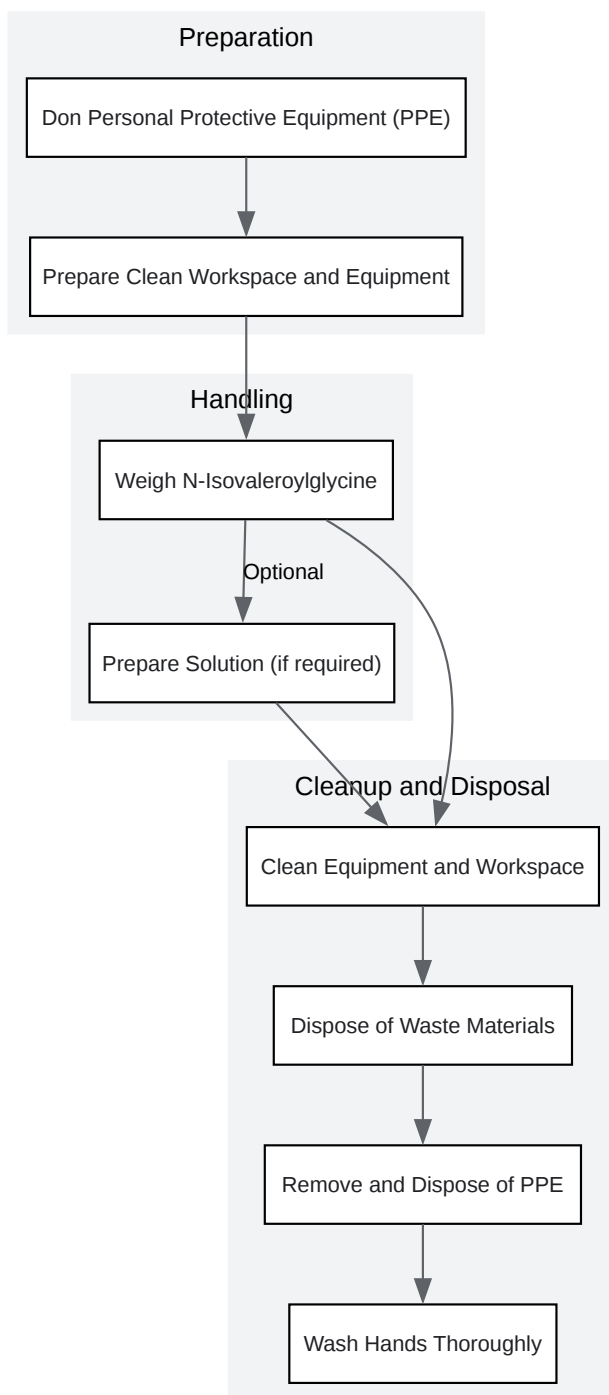 Preparation
Don Personal Protective Equipment (PPE)
Prepare Clean Workspace and Equipment
Handling
Weigh N-Isovaleroylglycine
Optional
Prepare Solution (if required)
Cleanup and Disposal
Clean Equipment and Workspace
Dispose of Waste Materials
Remove and Dispose of PPE
Wash Hands Thoroughly